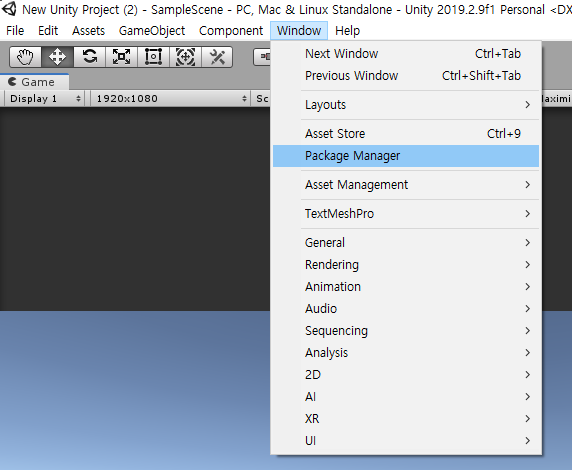 New Unity Project (2) - SampleScene - PC, Mac & Linux Standalone - Unity 2019.2.9f1 Personal <DX
File Edit Assets GameObject Component Window Help
Game
Display 1 1920x1080 Sc
Maximi
Next Window Ctrl+Tab
Previous Window Ctrl+Shift+Tab
Layouts
Asset Store Ctrl+9
Package Manager
Asset Management
TextMeshPro
General
Rendering
Animation
Audio
Sequencing
Analysis
2D
AI
XR
UI